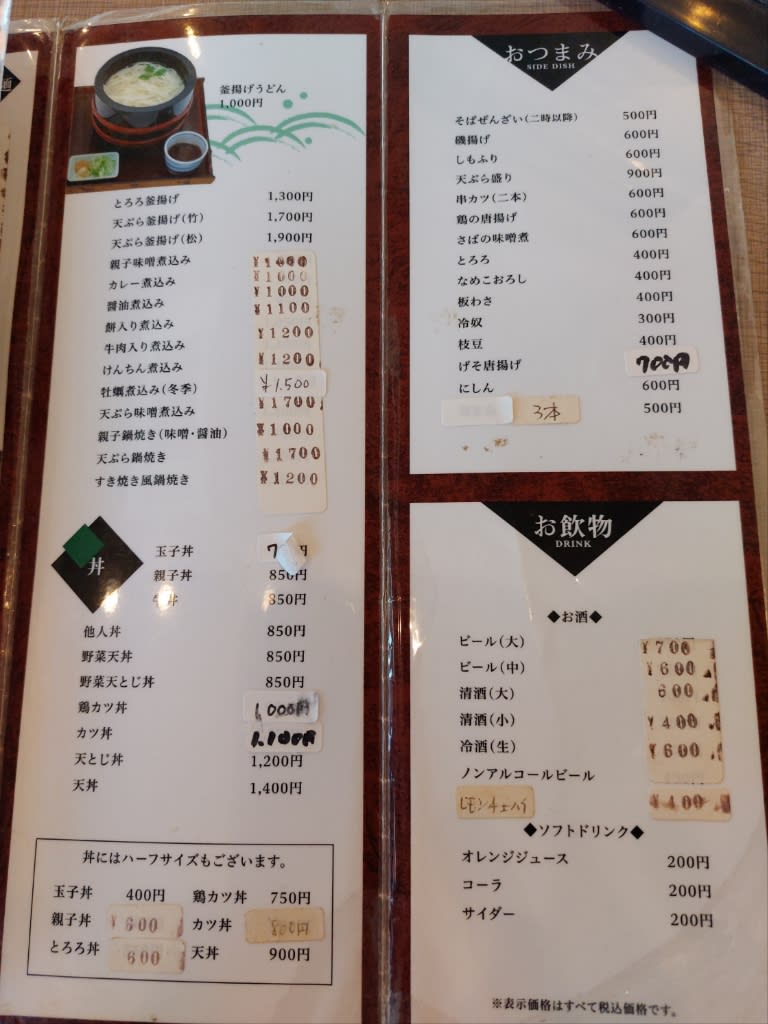 釜揚げうどん
1,000円
とろろ釜揚げ 1,300円
天ぷら釜揚げ(竹) 1,700円
天ぷら釜揚げ(松) 1,900円
親子味噌煮込み
カレー煮込み ¥1000
醤油煮込み ¥1000
餅入り煮込み ¥1100
牛肉入り煮込み ¥1200
けんちん煮込み ¥1200
牡蠣煮込み(冬季) ¥1.500
天ぷら味噌煮込み ¥1700
親子鍋焼き(味噌・醤油) ¥1000
天ぷら鍋焼き ¥1700
すき焼き風鍋焼き ¥1200
丼
玉子丼 7 円
親子丼 850円
牛丼 850円
他人丼 850円
野菜天丼 850円
野菜天とじ丼 850円
鶏カツ丼 1,000円
カツ丼 1,100円
天とじ丼 1,200円
天丼 1,400円
丼にはハーフサイズもございます。
玉子丼 400円 鶏カツ丼 750円
親子丼 ¥600 カツ丼 800円
とろろ丼 600 天丼 900円
おつまみ
SIDE DISH
そばぜんざい(二時以降) 500円
磯揚げ 600円
しもふり 600円
天ぷら盛り 900円
串カツ(二本) 600円
鶏の唐揚げ 600円
さばの味噌煮 600円
とろろ 400円
なめこおろし 400円
板わさ 400円
冷奴 300円
枝豆 400円
げそ唐揚げ 700円
にしん 600円
3本 500円
お飲物
DRINK
◆お酒◆
ビール(大) ¥700
ビール(中) ¥600
清酒(大) 600
清酒(小) ¥400
冷酒(生) ¥600
ノンアルコールビール
レモンチューハイ ¥400
◆ソフトドリンク◆
オレンジジュース 200円
コーラ 200円
サイダー 200円
※表示価格はすべて税込価格です。